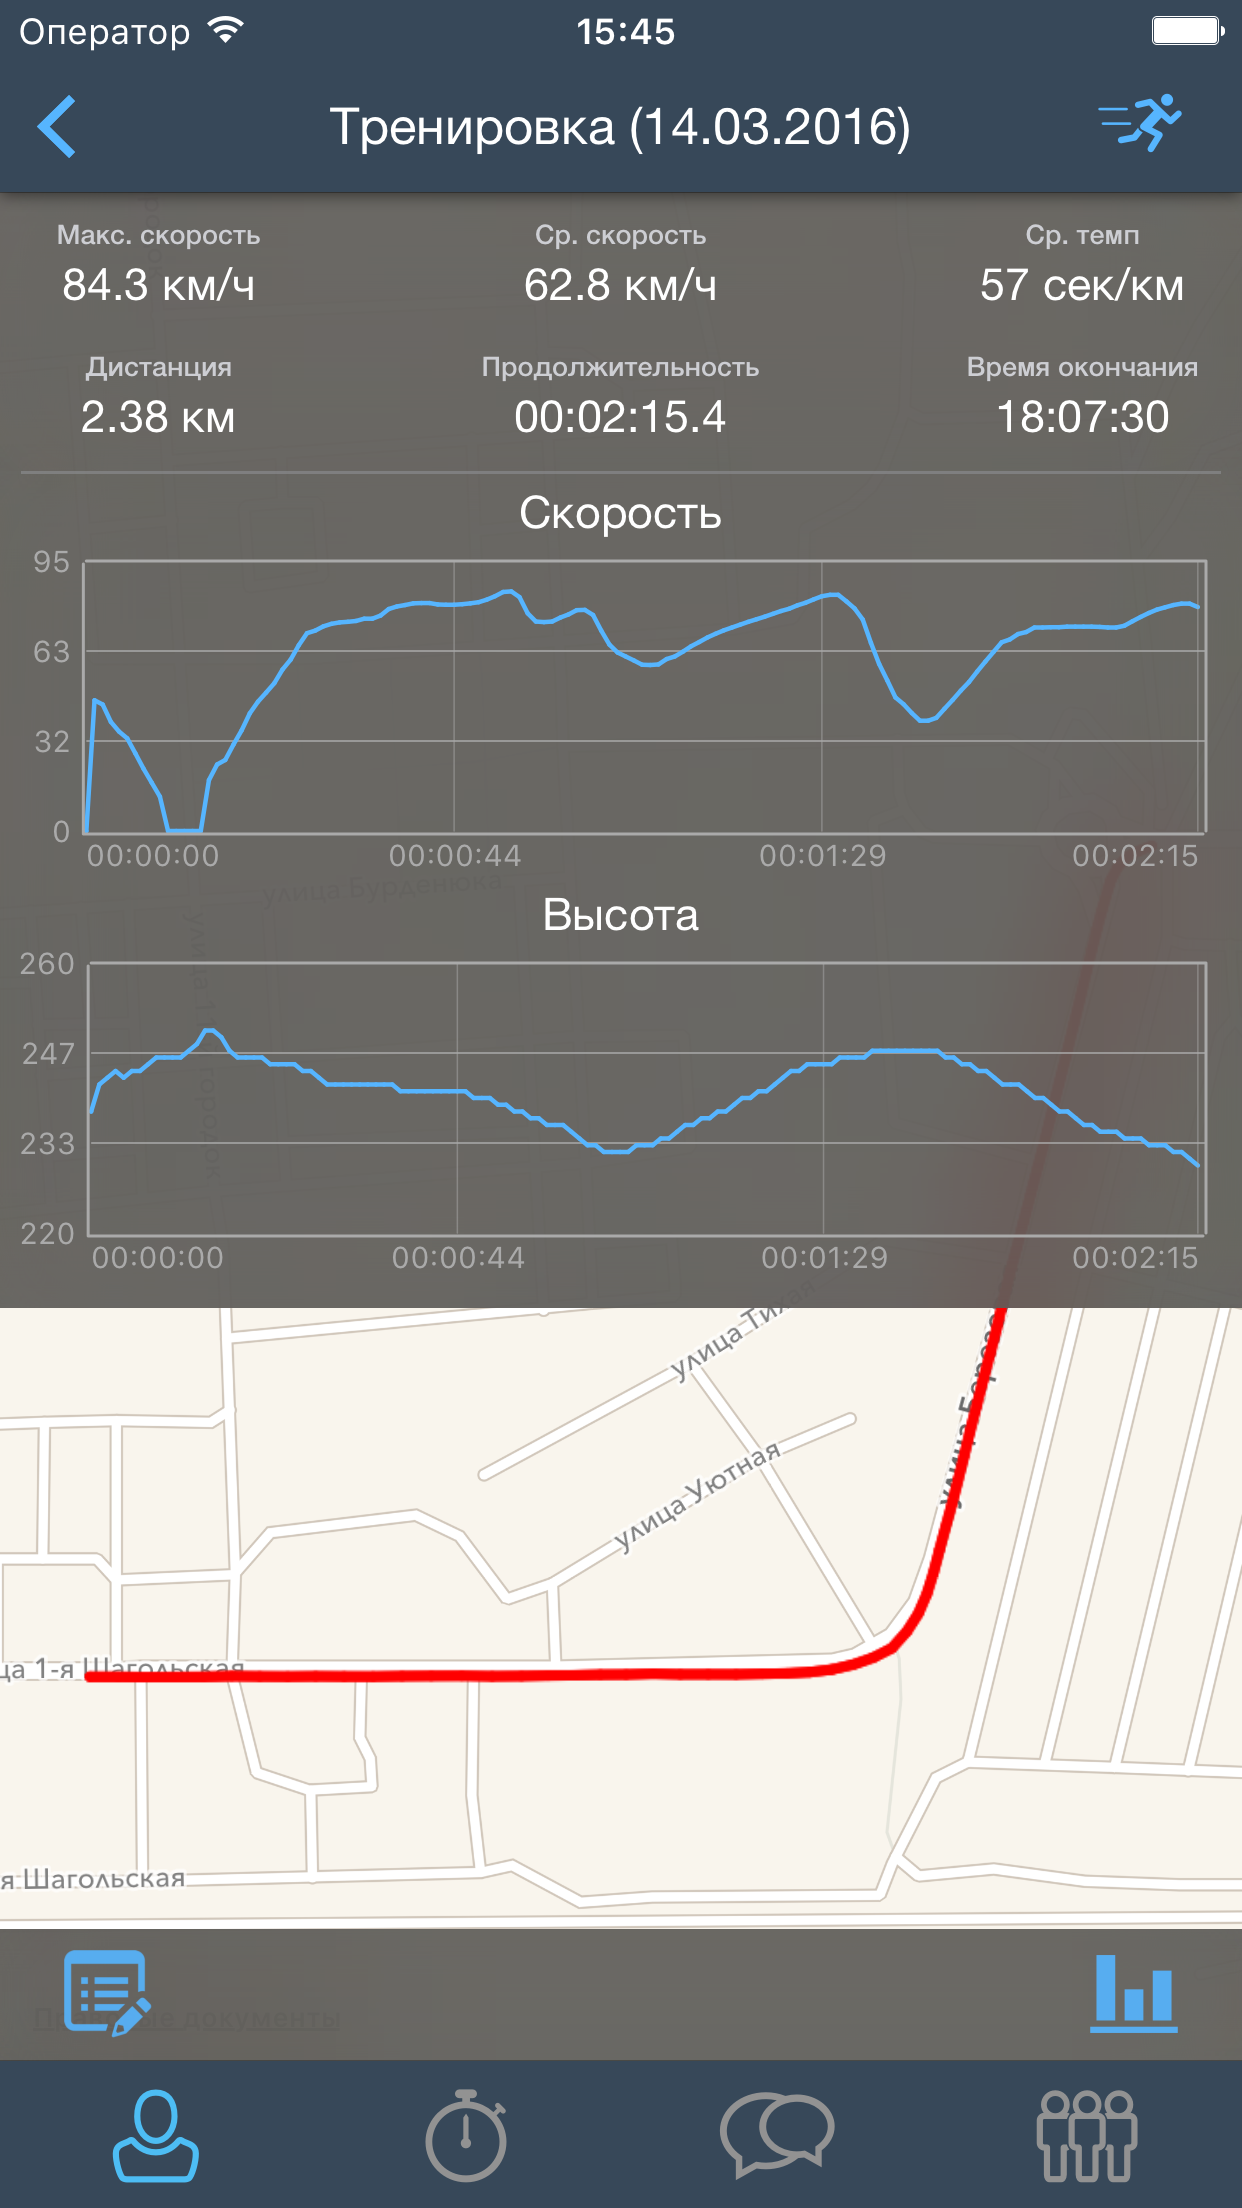 Оператор 15:45
Тренировка (14.03.2016)
Макс. скорость Ср. скорость Ср. темп
84.3 км/ч 62.8 км/ч 57 сек/км
Дистанция Продолжительность Время окончания
2.38 км 00:02:15.4 18:07:30
Скорость
95
63
32
0
00:00:00 00:00:44 00:01:29 00:02:15
улица Бурденюка
Высота
260
247
233
220
00:00:00 00:00:44 00:01:29 00:02:15
улица Тихая
улица Уютная
улица
ца 1-я Шагольская
я Шагольская
документы